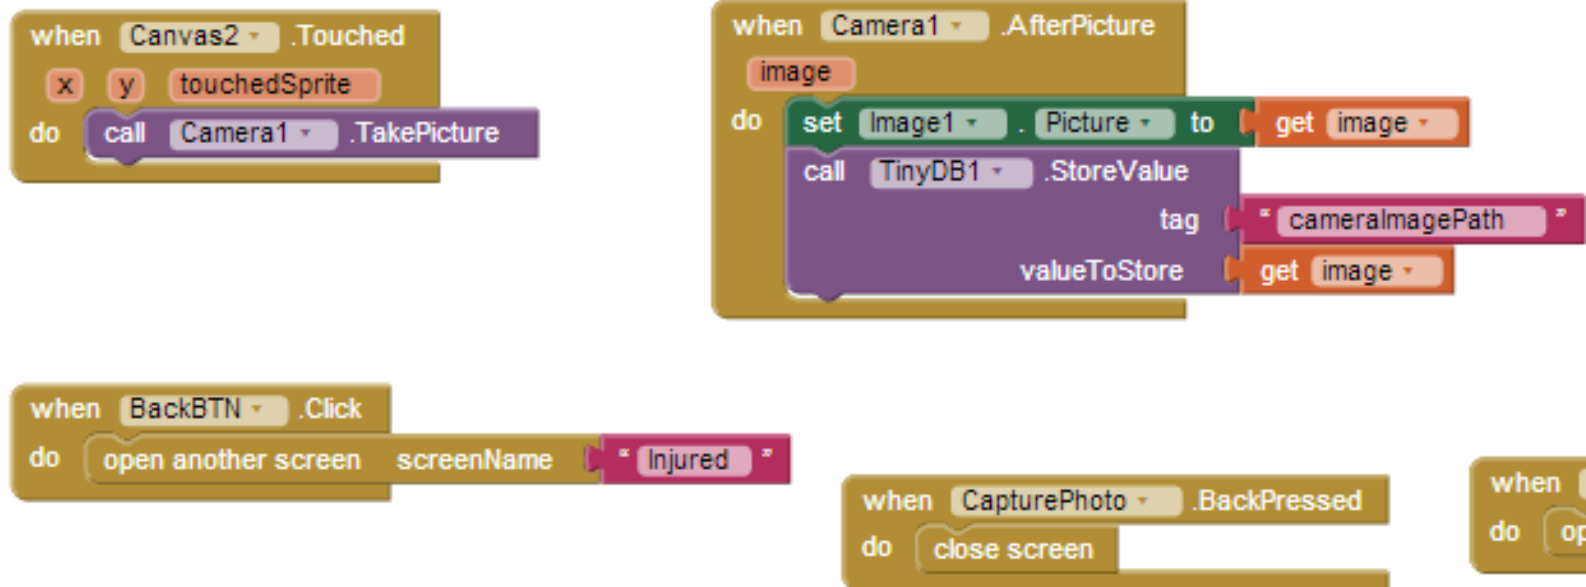 when Canvas2 .Touched
x y touchedSprite
do call Camera1 .TakePicture
when Camera1 .AfterPicture
image
do set Image1 . Picture to get image
call TinyDB1 .StoreValue
tag " cameraImagePath "
valueToStore get image
when BackBTN .Click
do open another screen screenName " Injured "
when CapturePhoto .BackPressed
do close screen
when
do